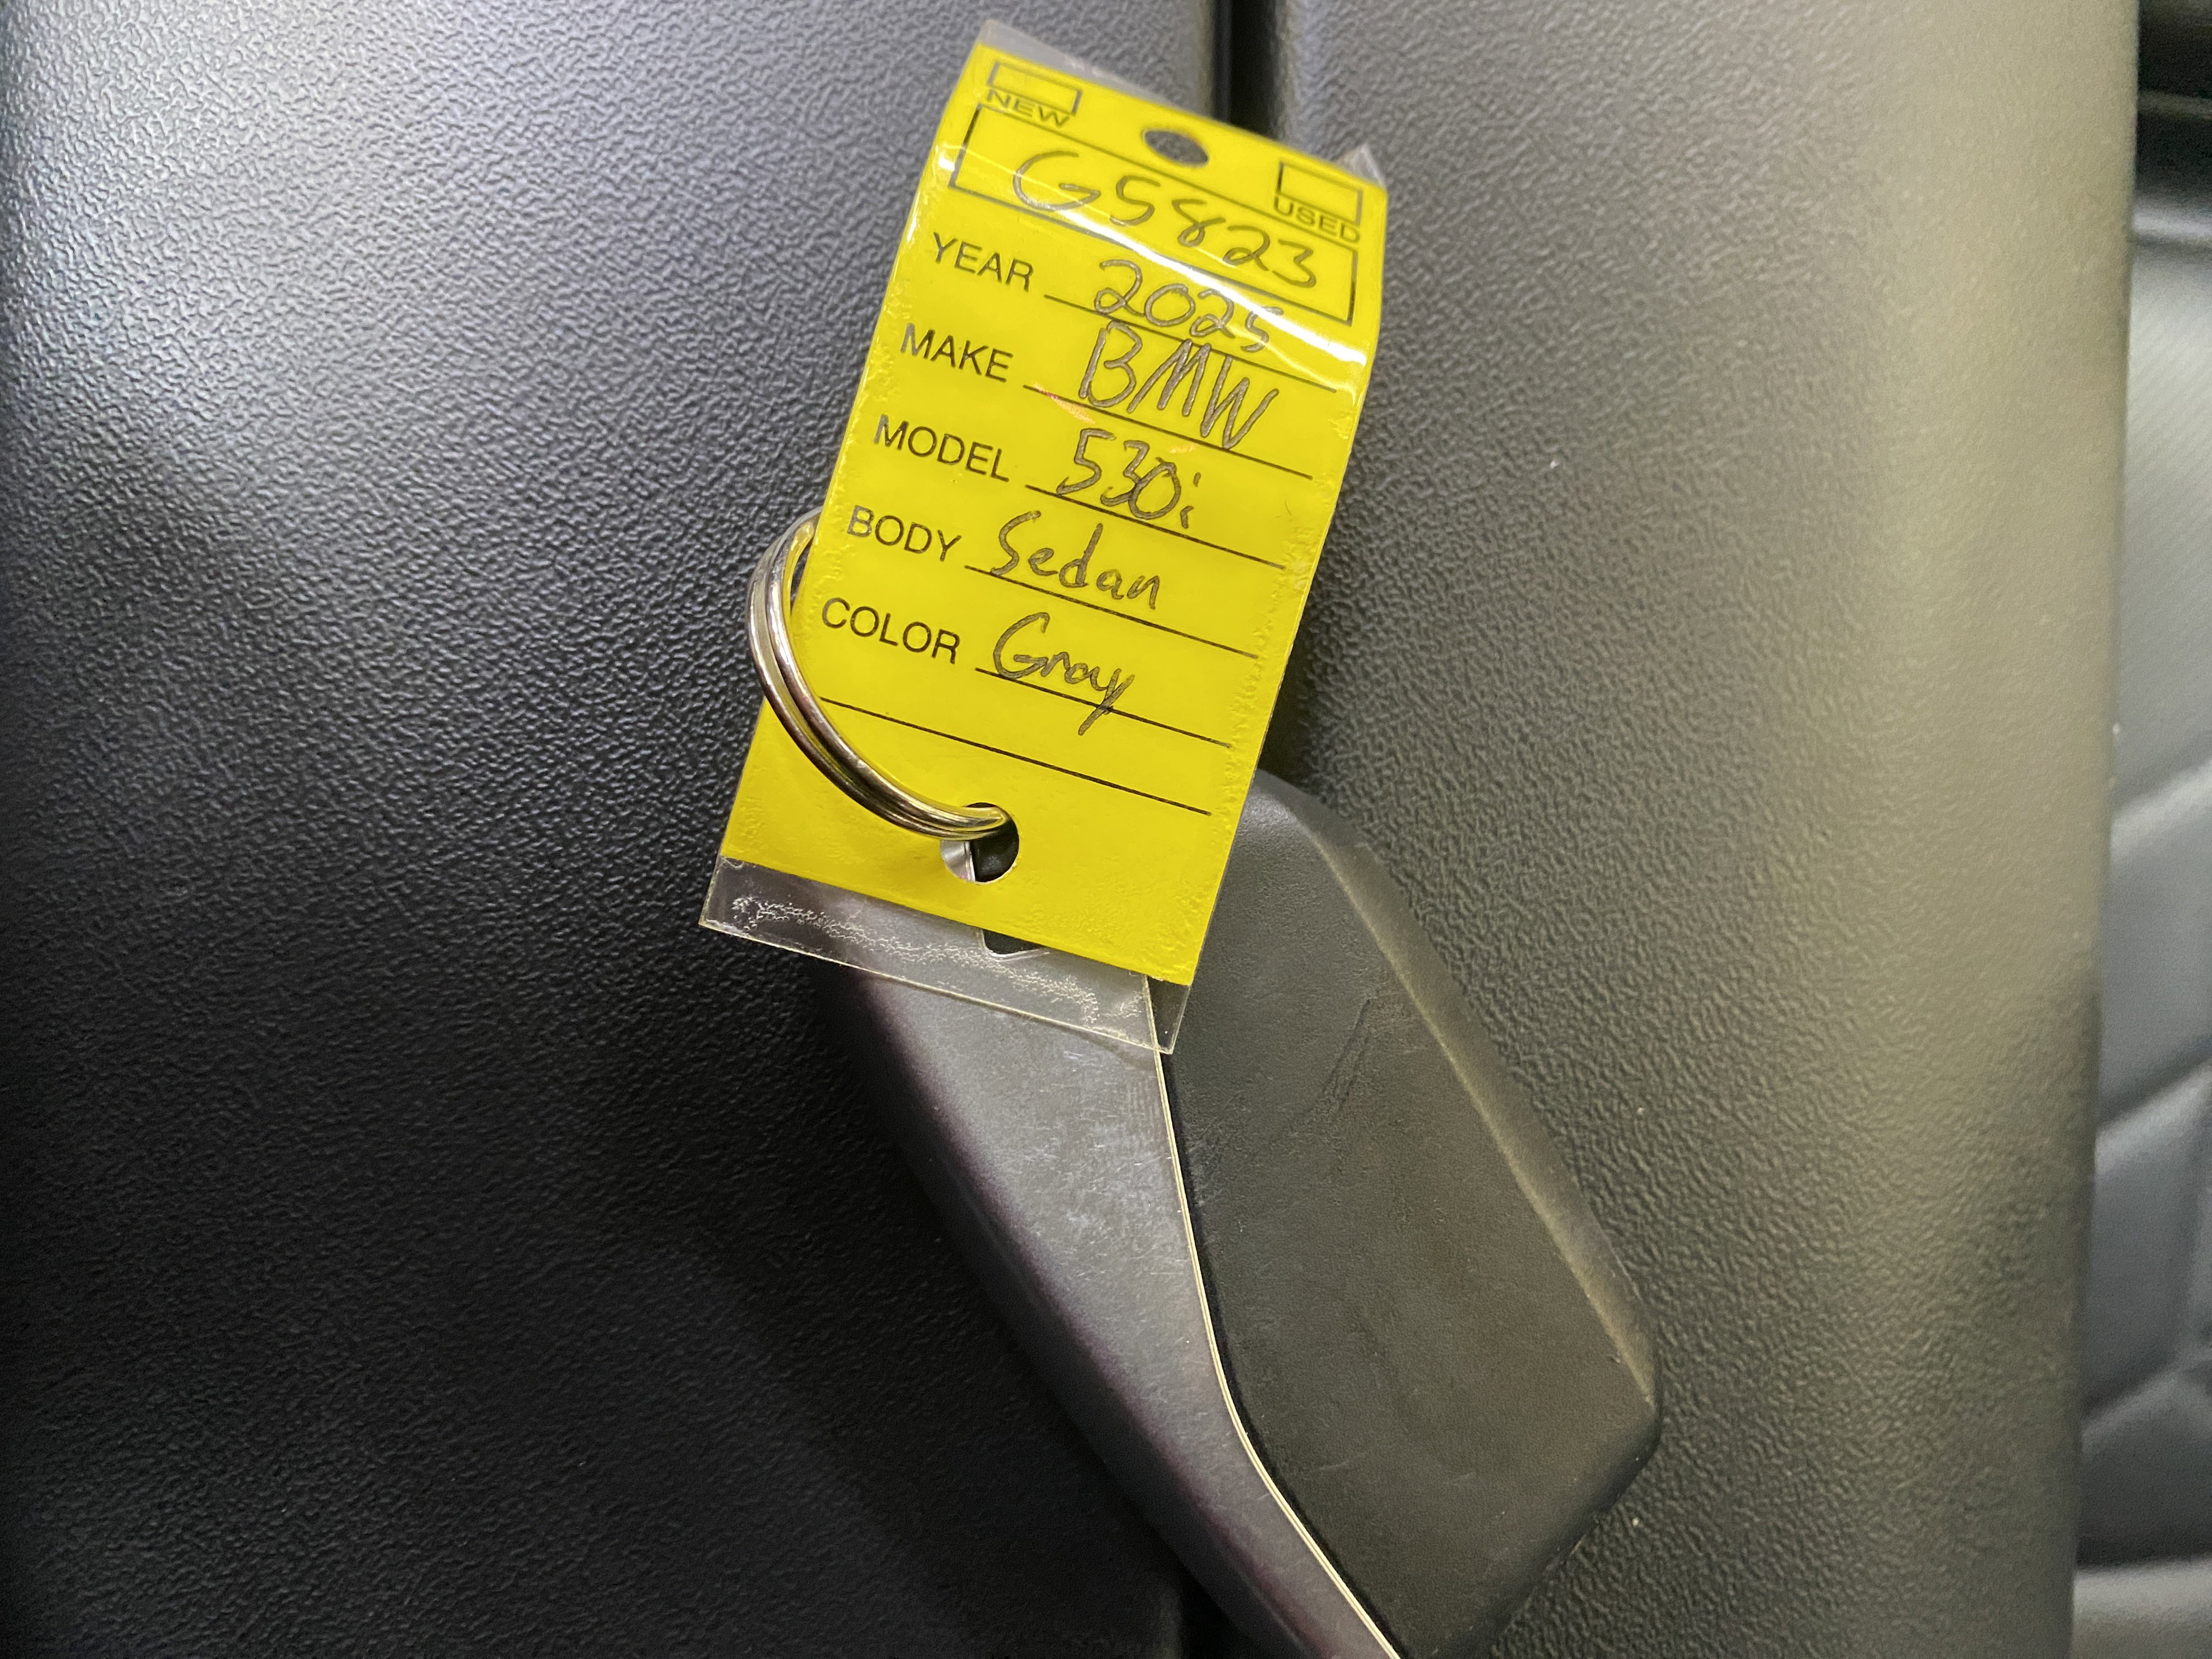 NEW
USED
G5823
YEAR 2025
MAKE BMW
MODEL 530i
BODY Sedan
COLOR Gray